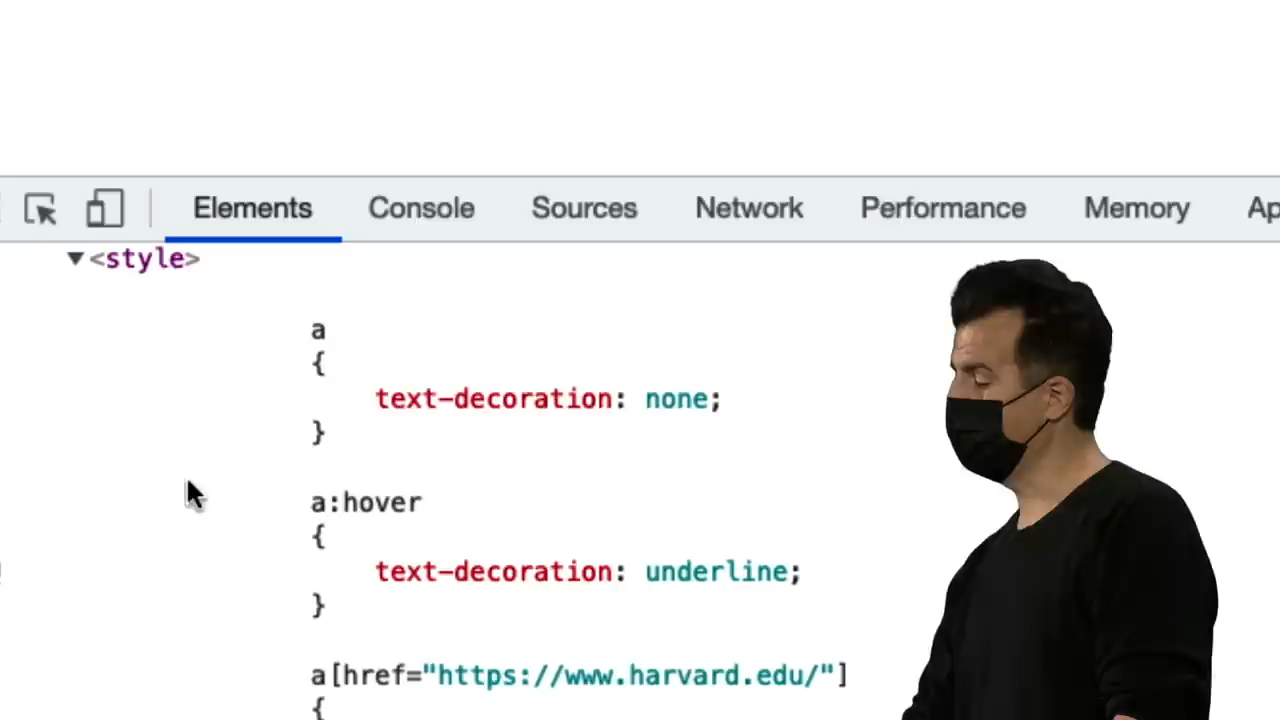 Elements Console Sources Network Performance Memory Ap
<style>
a
{
text-decoration: none;
}
a:hover
{
text-decoration: underline;
}
a[href="https://www.harvard.edu/"]
{